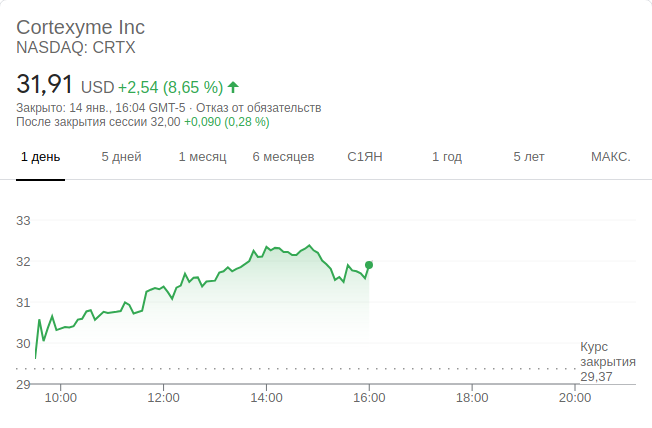 Cortexyme Inc
NASDAQ: CRTX
31,91 USD +2,54 (8,65 %)
Закрыто: 14 янв., 16:04 GMT-5 · Отказ от обязательств
После закрытия сессии 32,00 +0,090 (0,28 %)
1 день 5 дней 1 месяц 6 месяцев С1ЯН 1 год 5 лет МАКС.
33
32
31
30
Курс
закрытия
29,37
29
10:00 12:00 14:00 16:00 18:00 20:00